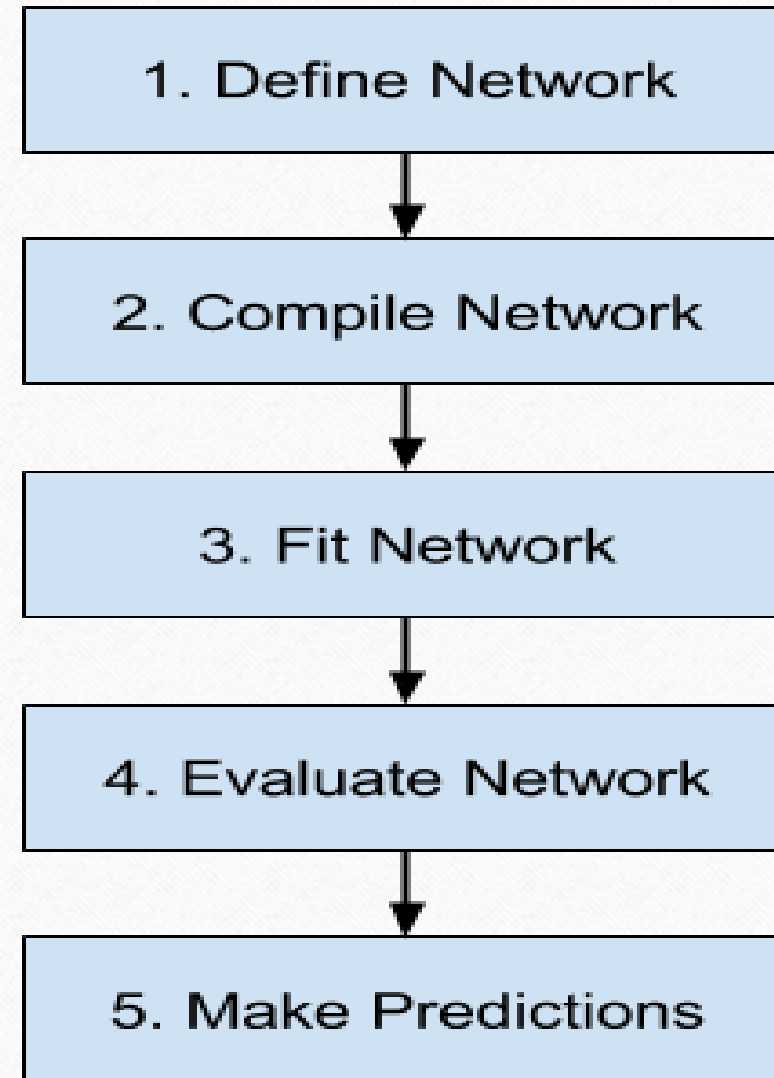 1. Define Network
2. Compile Network
3. Fit Network
4. Evaluate Network
5. Make Predictions